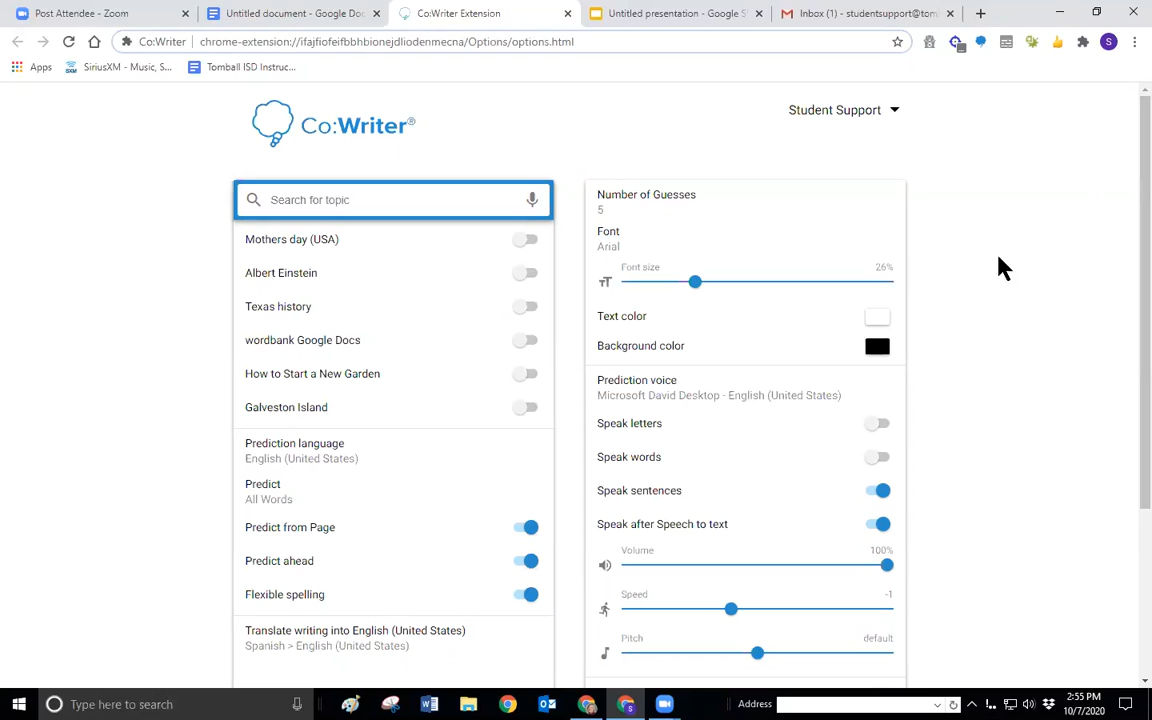 Post Attendee - Zoom
Untitled document - Google Doc
Co:Writer Extension
Untitled presentation - Google S
Inbox (1) - studentsupport@tom
Co:Writer
chrome-extension://ifajfiofeifbbhbionejdliodenmecna/Options/options.html
S
Apps
SiriusXM - Music, S...
Tomball ISD Instruc...
Co:Writer®
Student Support
Search for topic
Mothers day (USA)
Albert Einstein
Texas history
wordbank Google Docs
How to Start a New Garden
Galveston Island
Prediction language
English (United States)
Predict
All Words
Predict from Page
Predict ahead
Flexible spelling
Translate writing into English (United States)
Spanish > English (United States)
Number of Guesses
5
Font
Arial
Font size
26%
Text color
Background color
Prediction voice
Microsoft David Desktop - English (United States)
Speak letters
Speak words
Speak sentences
Speak after Speech to text
Volume
100%
Speed
-1
Pitch
default
Type here to search
Address
2:55 PM
10/7/2020